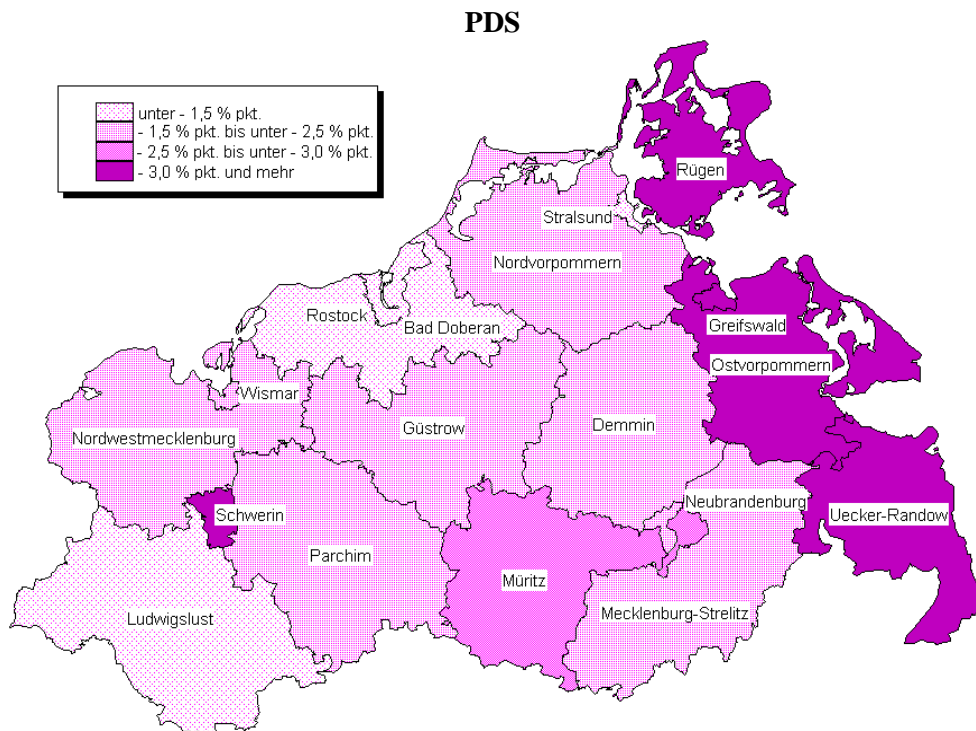 PDS
unter - 1,5 % pkt.
- 1,5 % pkt. bis unter - 2,5 % pkt.
- 2,5 % pkt. bis unter - 3,0 % pkt.
- 3,0 % pkt. und mehr
Rügen
Stralsund
Nordvorpommern
Rostock
Bad Doberan
Greifswald
Ostvorpommern
Wismar
Nordwestmecklenburg
Güstrow
Demmin
Neubrandenburg
Schwerin
Uecker-Randow
Parchim
Müritz
Mecklenburg-Strelitz
Ludwigslust